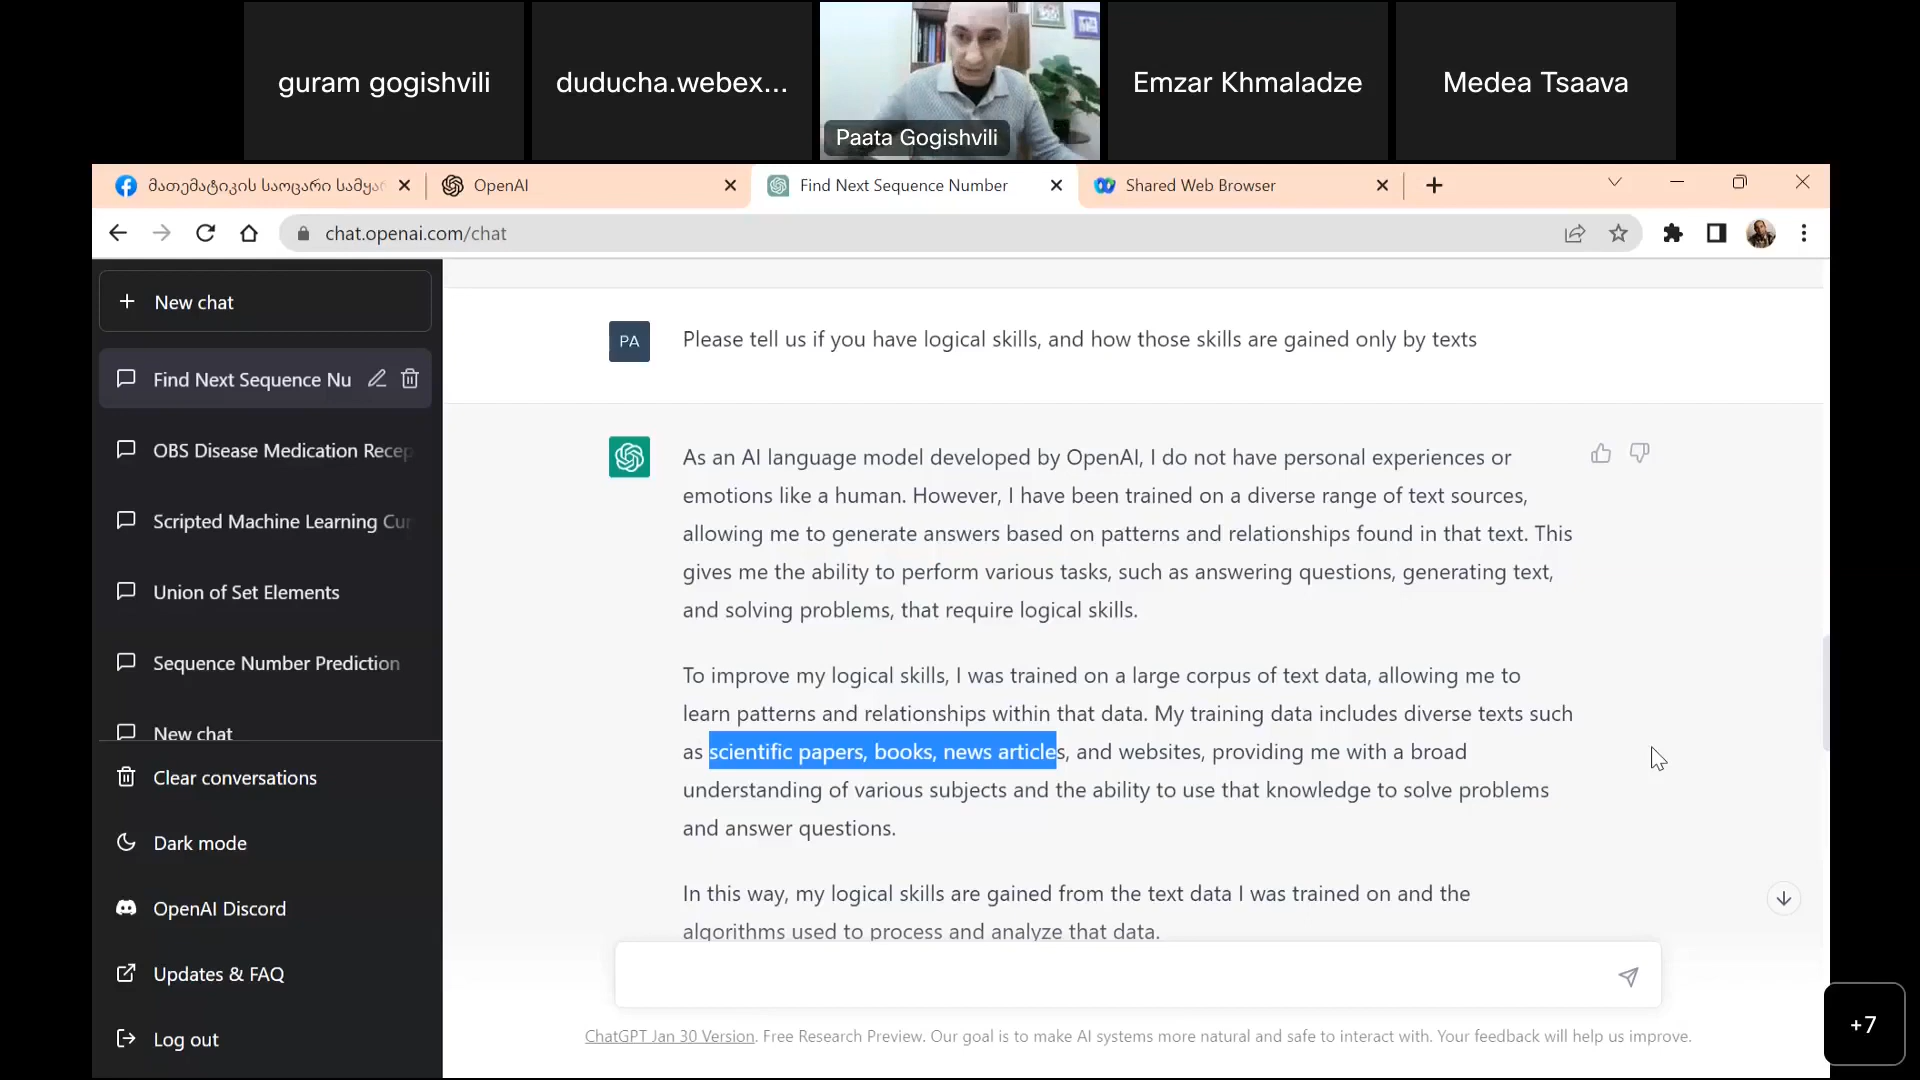 guram gogishvili
duducha.webex...
Paata Gogishvili
Emzar Khmaladze
Medea Tsaava
მათემატიკის საოცარი სამყა
OpenAI
Find Next Sequence Number
Shared Web Browser
chat.openai.com/chat
New chat
Find Next Sequence Nu
OBS Disease Medication Recep
Scripted Machine Learning Cur
Union of Set Elements
Sequence Number Prediction
New chat
Clear conversations
Dark mode
OpenAI Discord
Updates & FAQ
Log out
PA
Please tell us if you have logical skills, and how those skills are gained only by texts
As an AI language model developed by OpenAI, I do not have personal experiences or
emotions like a human. However, I have been trained on a diverse range of text sources,
allowing me to generate answers based on patterns and relationships found in that text. This
gives me the ability to perform various tasks, such as answering questions, generating text,
and solving problems, that require logical skills.
To improve my logical skills, I was trained on a large corpus of text data, allowing me to
learn patterns and relationships within that data. My training data includes diverse texts such
as scientific papers, books, news articles, and websites, providing me with a broad
understanding of various subjects and the ability to use that knowledge to solve problems
and answer questions.
In this way, my logical skills are gained from the text data I was trained on and the
algorithms used to process and analyze that data.
ChatGPT Jan 30 Version. Free Research Preview. Our goal is to make AI systems more natural and safe to interact with. Your feedback will help us improve.
+7